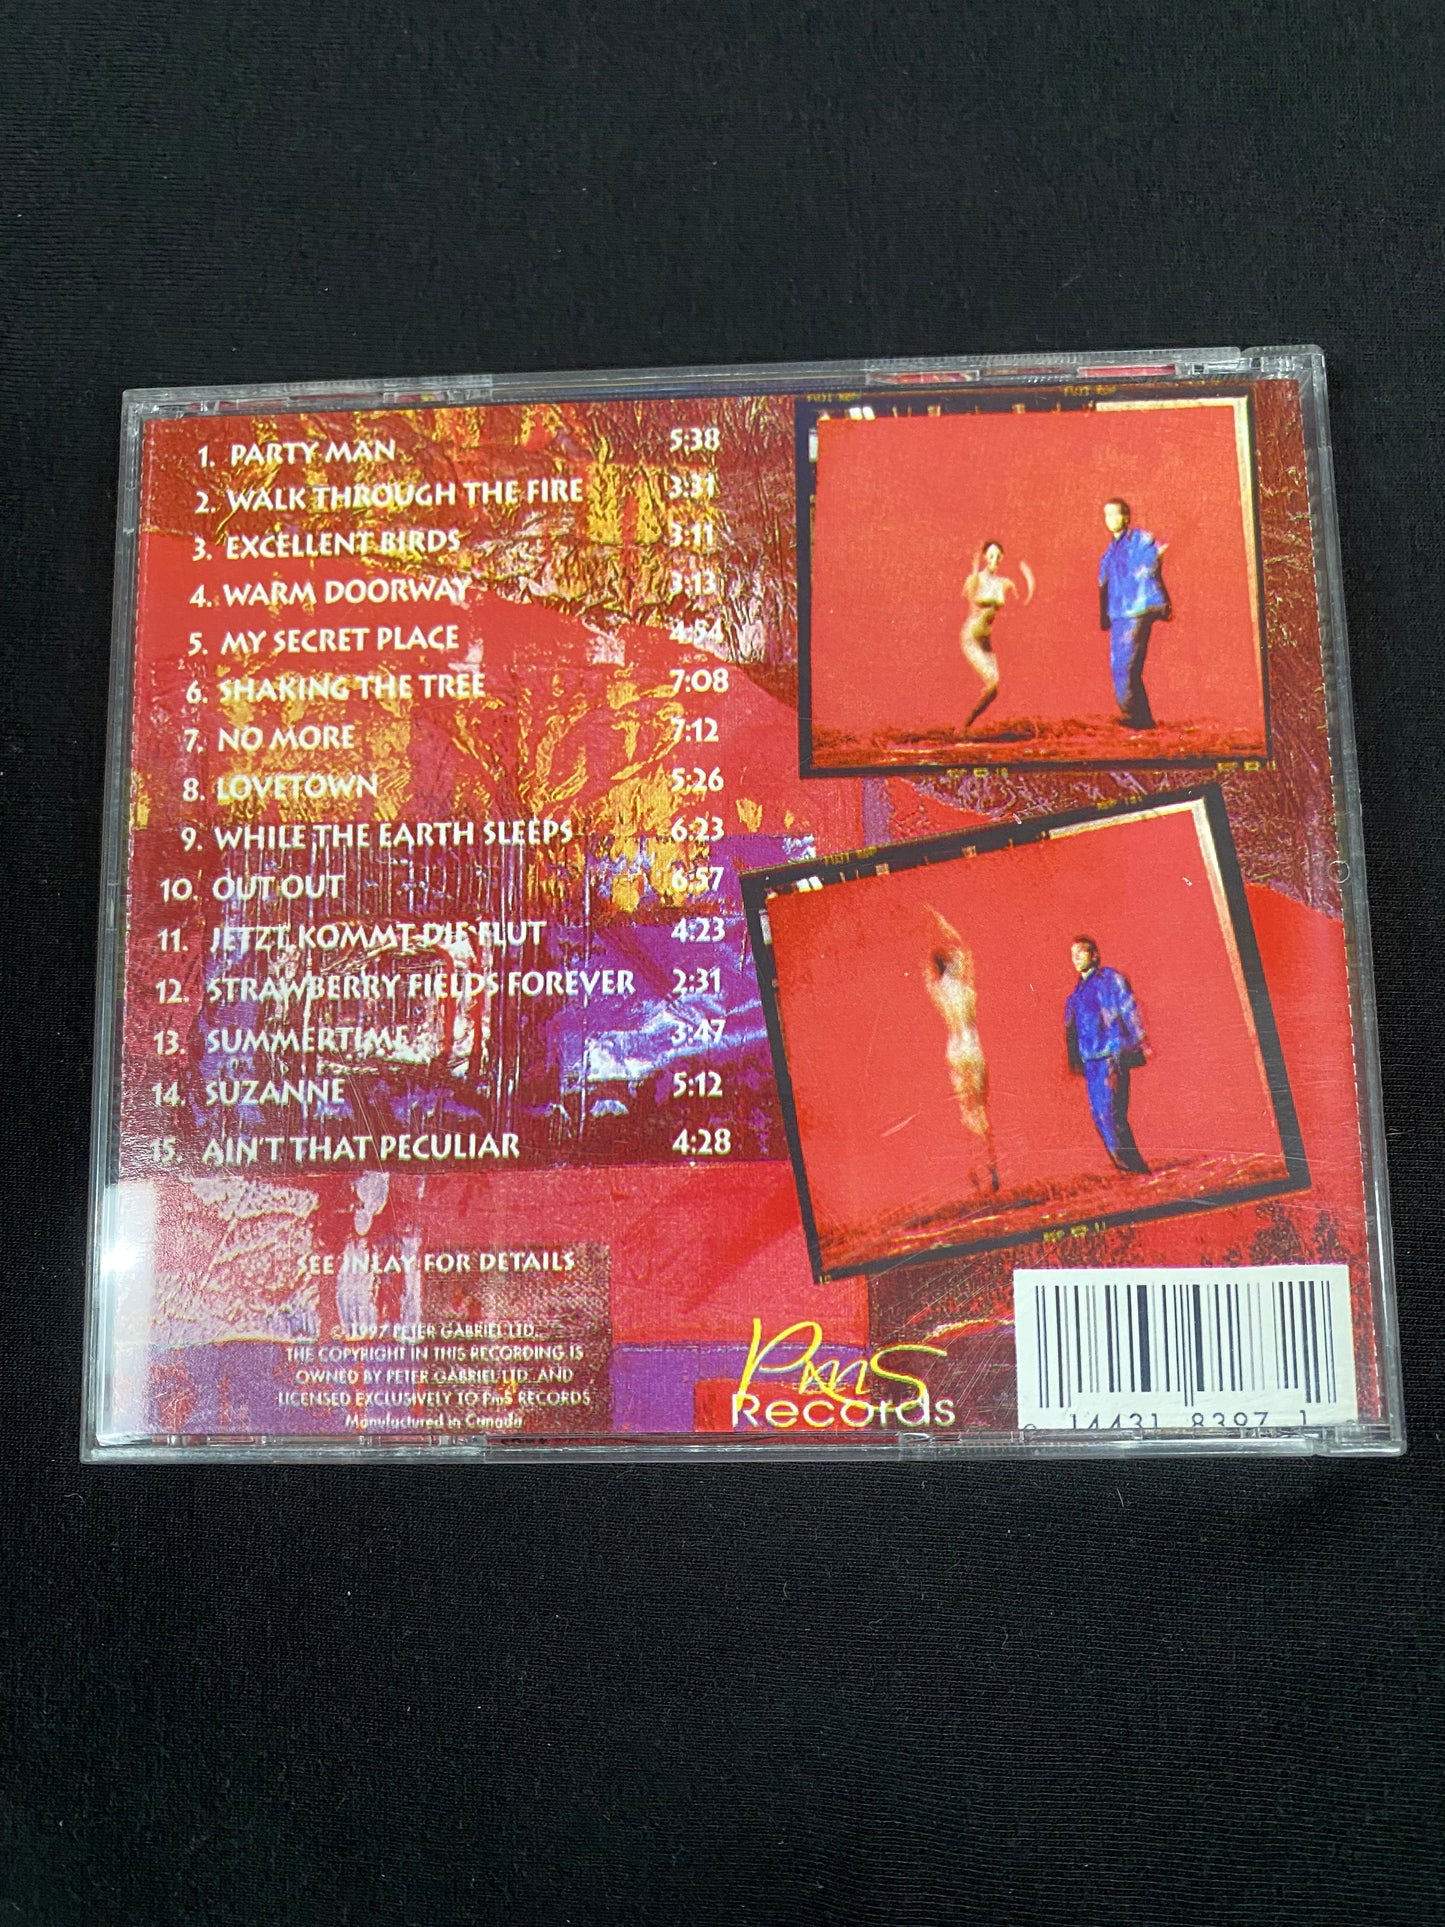 1. PARTY MAN 5:38
2. WALK THROUGH THE FIRE 3:31
3. EXCELLENT BIRDS 3:11
4. WARM DOORWAY 3:13
5. MY SECRET PLACE 4:54
6. SHAKING THE TREE 7:08
7. NO MORE 7:12
8. LOVETOWN 5:26
9. WHILE THE EARTH SLEEPS 6:23
10. OUT OUT 6:57
11. JETZT KOMMT DIE FLUT 4:23
12. STRAWBERRY FIELDS FOREVER 2:31
13. SUMMERTIME 3:47
14. SUZANNE 5:12
15. AIN'T THAT PECULIAR 4:28
SEE INLAY FOR DETAILS
© 1997 PETER GABRIEL LTD.
THE COPYRIGHT IN THIS RECORDING IS
OWNED BY PETER GABRIEL LTD. AND
LICENSED EXCLUSIVELY TO PmS RECORDS
Manufactured in Canada
PmS
Records
14431 8397 1